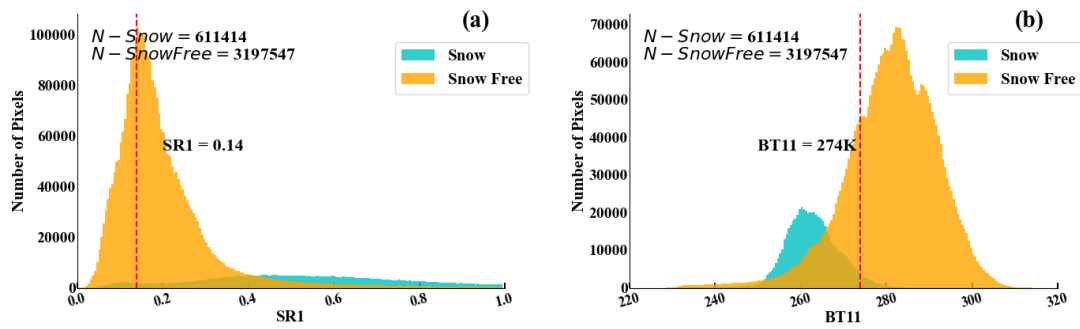 (a)
N − Snow = 611414
N − SnowFree = 3197547
Snow
Snow Free
SR1 = 0.14
Number of Pixels
100000
80000
60000
40000
20000
0
0.0 0.2 0.4 0.6 0.8 1.0
SR1
(b)
N − Snow = 611414
N − SnowFree = 3197547
Snow
Snow Free
BT11 = 274K
Number of Pixels
70000
60000
50000
40000
30000
20000
10000
0
220 240 260 280 300 320
BT11